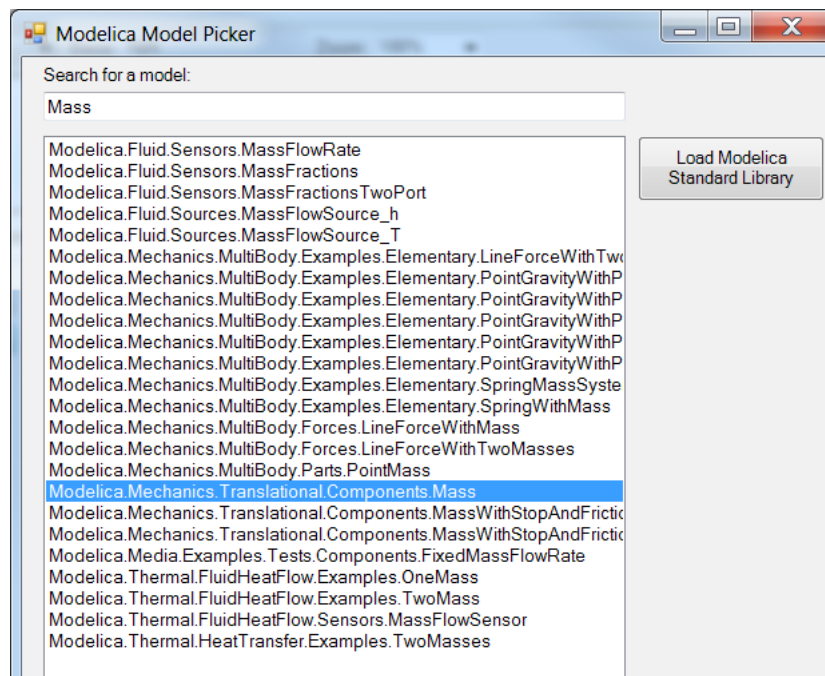 Modelica Model Picker
Search for a model:
Mass
Modelica.Fluid.Sensors.MassFlowRate
Modelica.Fluid.Sensors.MassFractions
Modelica.Fluid.Sensors.MassFractionsTwoPort
Modelica.Fluid.Sources.MassFlowSource_h
Modelica.Fluid.Sources.MassFlowSource_T
Modelica.Mechanics.MultiBody.Examples.Elementary.LineForceWithTwo
Modelica.Mechanics.MultiBody.Examples.Elementary.PointGravityWithP
Modelica.Mechanics.MultiBody.Examples.Elementary.PointGravityWithP
Modelica.Mechanics.MultiBody.Examples.Elementary.PointGravityWithP
Modelica.Mechanics.MultiBody.Examples.Elementary.PointGravityWithP
Modelica.Mechanics.MultiBody.Examples.Elementary.PointGravityWithP
Modelica.Mechanics.MultiBody.Examples.Elementary.SpringMassSyste
Modelica.Mechanics.MultiBody.Examples.Elementary.SpringWithMass
Modelica.Mechanics.MultiBody.Forces.LineForceWithMass
Modelica.Mechanics.MultiBody.Forces.LineForceWithTwoMasses
Modelica.Mechanics.MultiBody.Parts.PointMass
Modelica.Mechanics.Translational.Components.Mass
Modelica.Mechanics.Translational.Components.MassWithStopAndFrictic
Modelica.Mechanics.Translational.Components.MassWithStopAndFrictic
Modelica.Media.Examples.Tests.Components.FixedMassFlowRate
Modelica.Thermal.FluidHeatFlow.Examples.OneMass
Modelica.Thermal.FluidHeatFlow.Examples.TwoMass
Modelica.Thermal.FluidHeatFlow.Sensors.MassFlowSensor
Modelica.Thermal.HeatTransfer.Examples.TwoMasses
Load Modelica
Standard Library